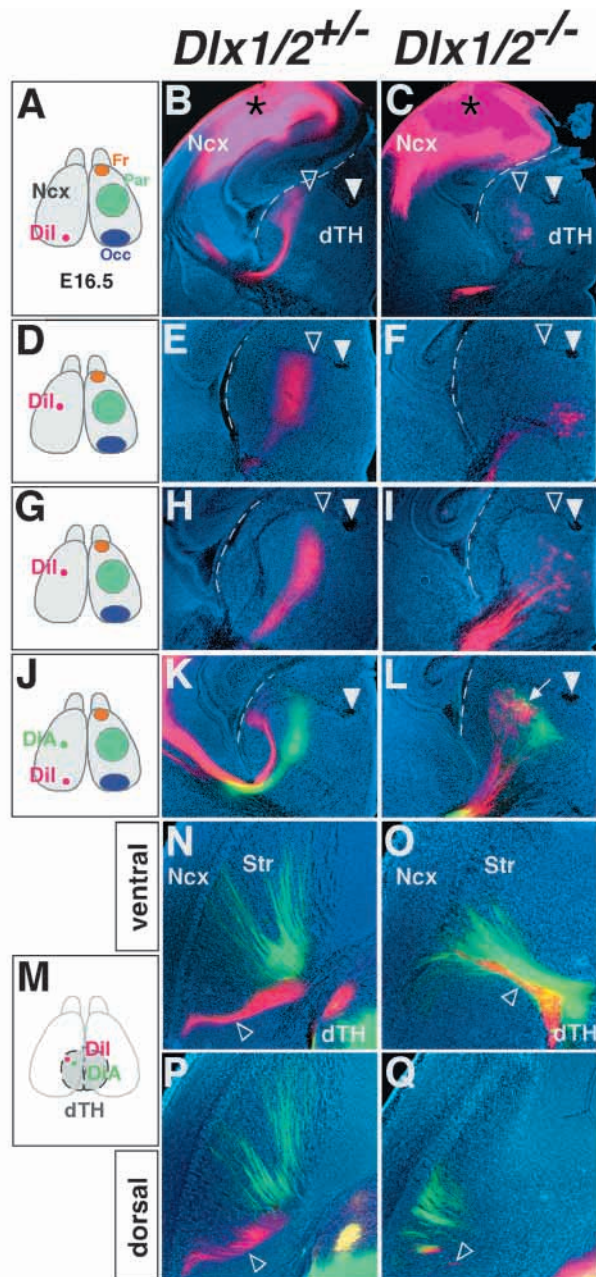 Dlx1/2+/- Dlx1/2-/-
A
Fr
Ncx
Par
DiI
Occ
E16.5
B
*
Ncx
dTH
C
*
Ncx
dTH
D
DiI
E
F
G
DiI
H
I
J
DiA
DiI
K
L
ventral
N
Ncx
Str
dTH
O
Ncx
Str
dTH
M
DiI
DiA
dTH
dorsal
P
Q